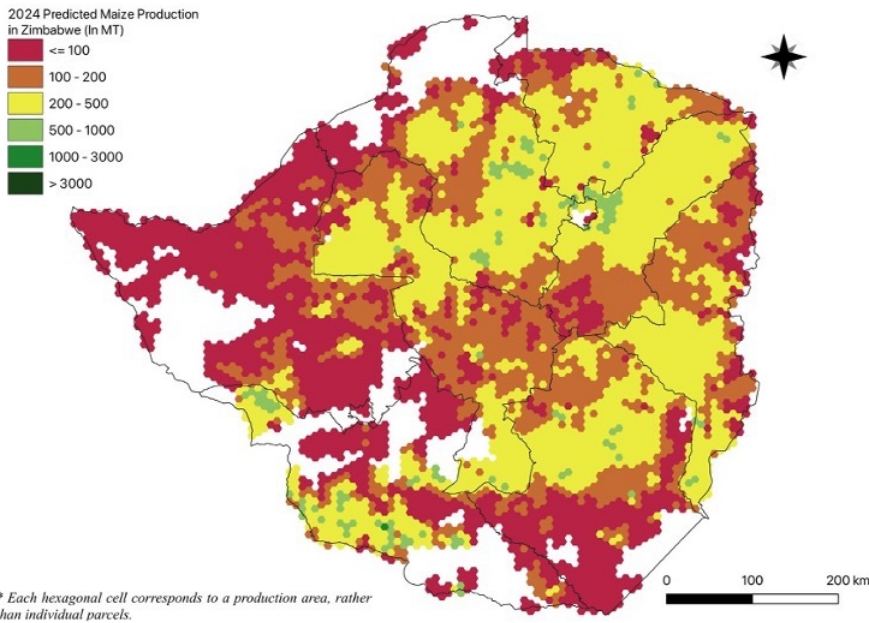 2024 Predicted Maize Production
in Zimbabwe (In MT)
<= 100
100 - 200
200 - 500
500 - 1000
1000 - 3000
> 3000
0 100 200 km
* Each hexagonal cell corresponds to a production area, rather
than individual parcels.